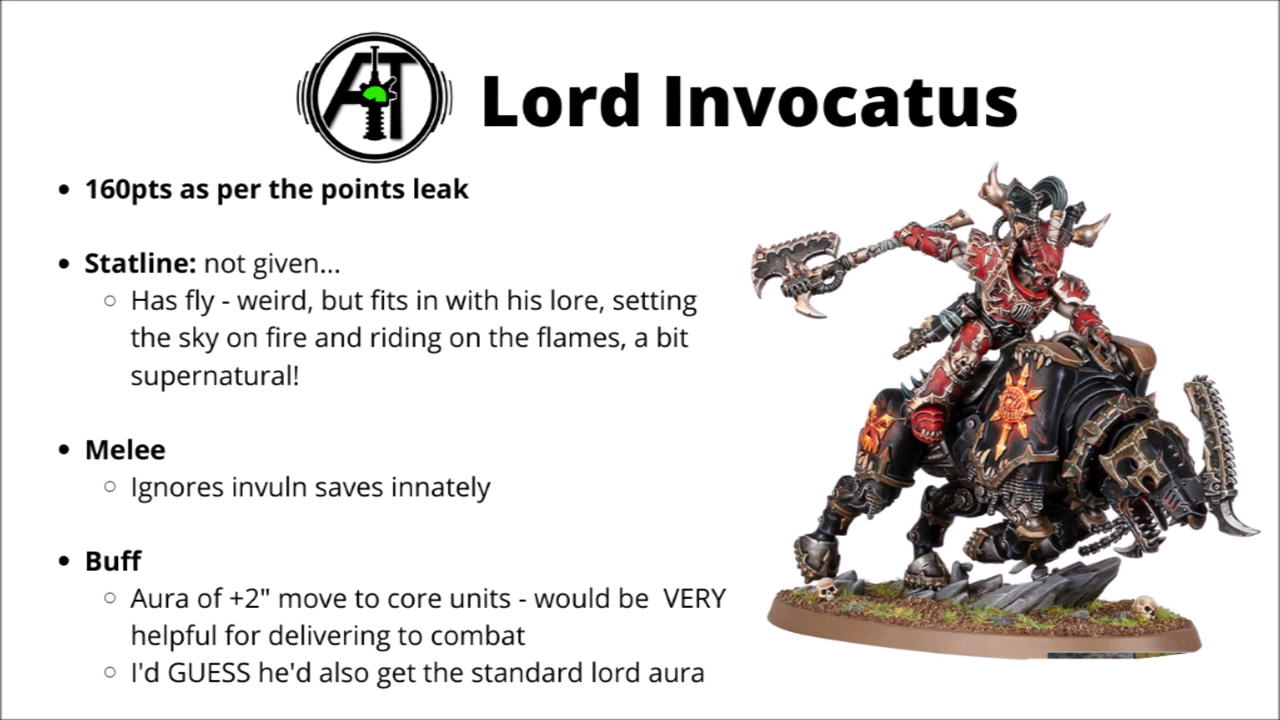 AT
Lord Invocatus
160pts as per the points leak
Statline: not given...
Has fly - weird, but fits in with his lore, setting
the sky on fire and riding on the flames, a bit
supernatural!
Melee
Ignores invuln saves innately
Buff
Aura of +2" move to core units - would be  VERY
helpful for delivering to combat
I'd GUESS he'd also get the standard lord aura